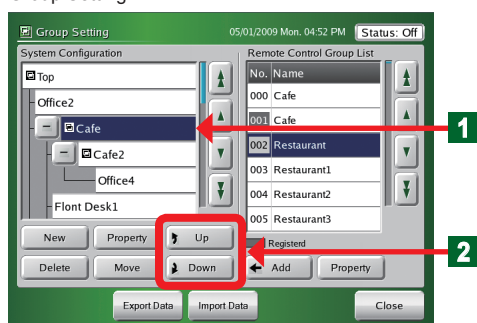 Group Setting 05/01/2009 Mon. 04:52 PM Status: Off
System Configuration
Top
Office2
Cafe
Cafe2
Office4
Flont Desk1
Remote Control Group List
No. Name
000 Cafe
001 Cafe
002 Restaurant
003 Restaurant1
004 Restaurant2
005 Restaurant3
Registerd
New Property Up
Delete Move Down
Add Property
Export Data Import Data Close
1
2